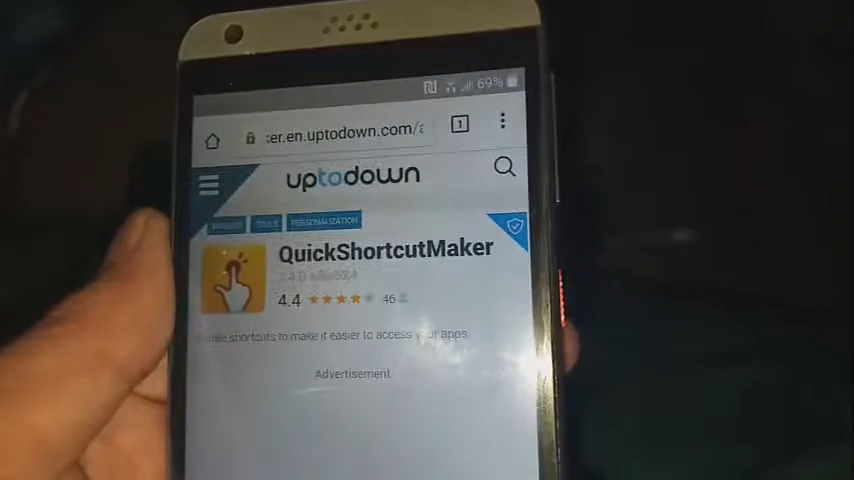 69%
:er.en.uptodown.com/
1
uptodown
ANDROID TOOLS PERSONALIZATION
QuickShortcutMaker
4.4 46
shortcuts to make it easier to access your apps
Advertisement